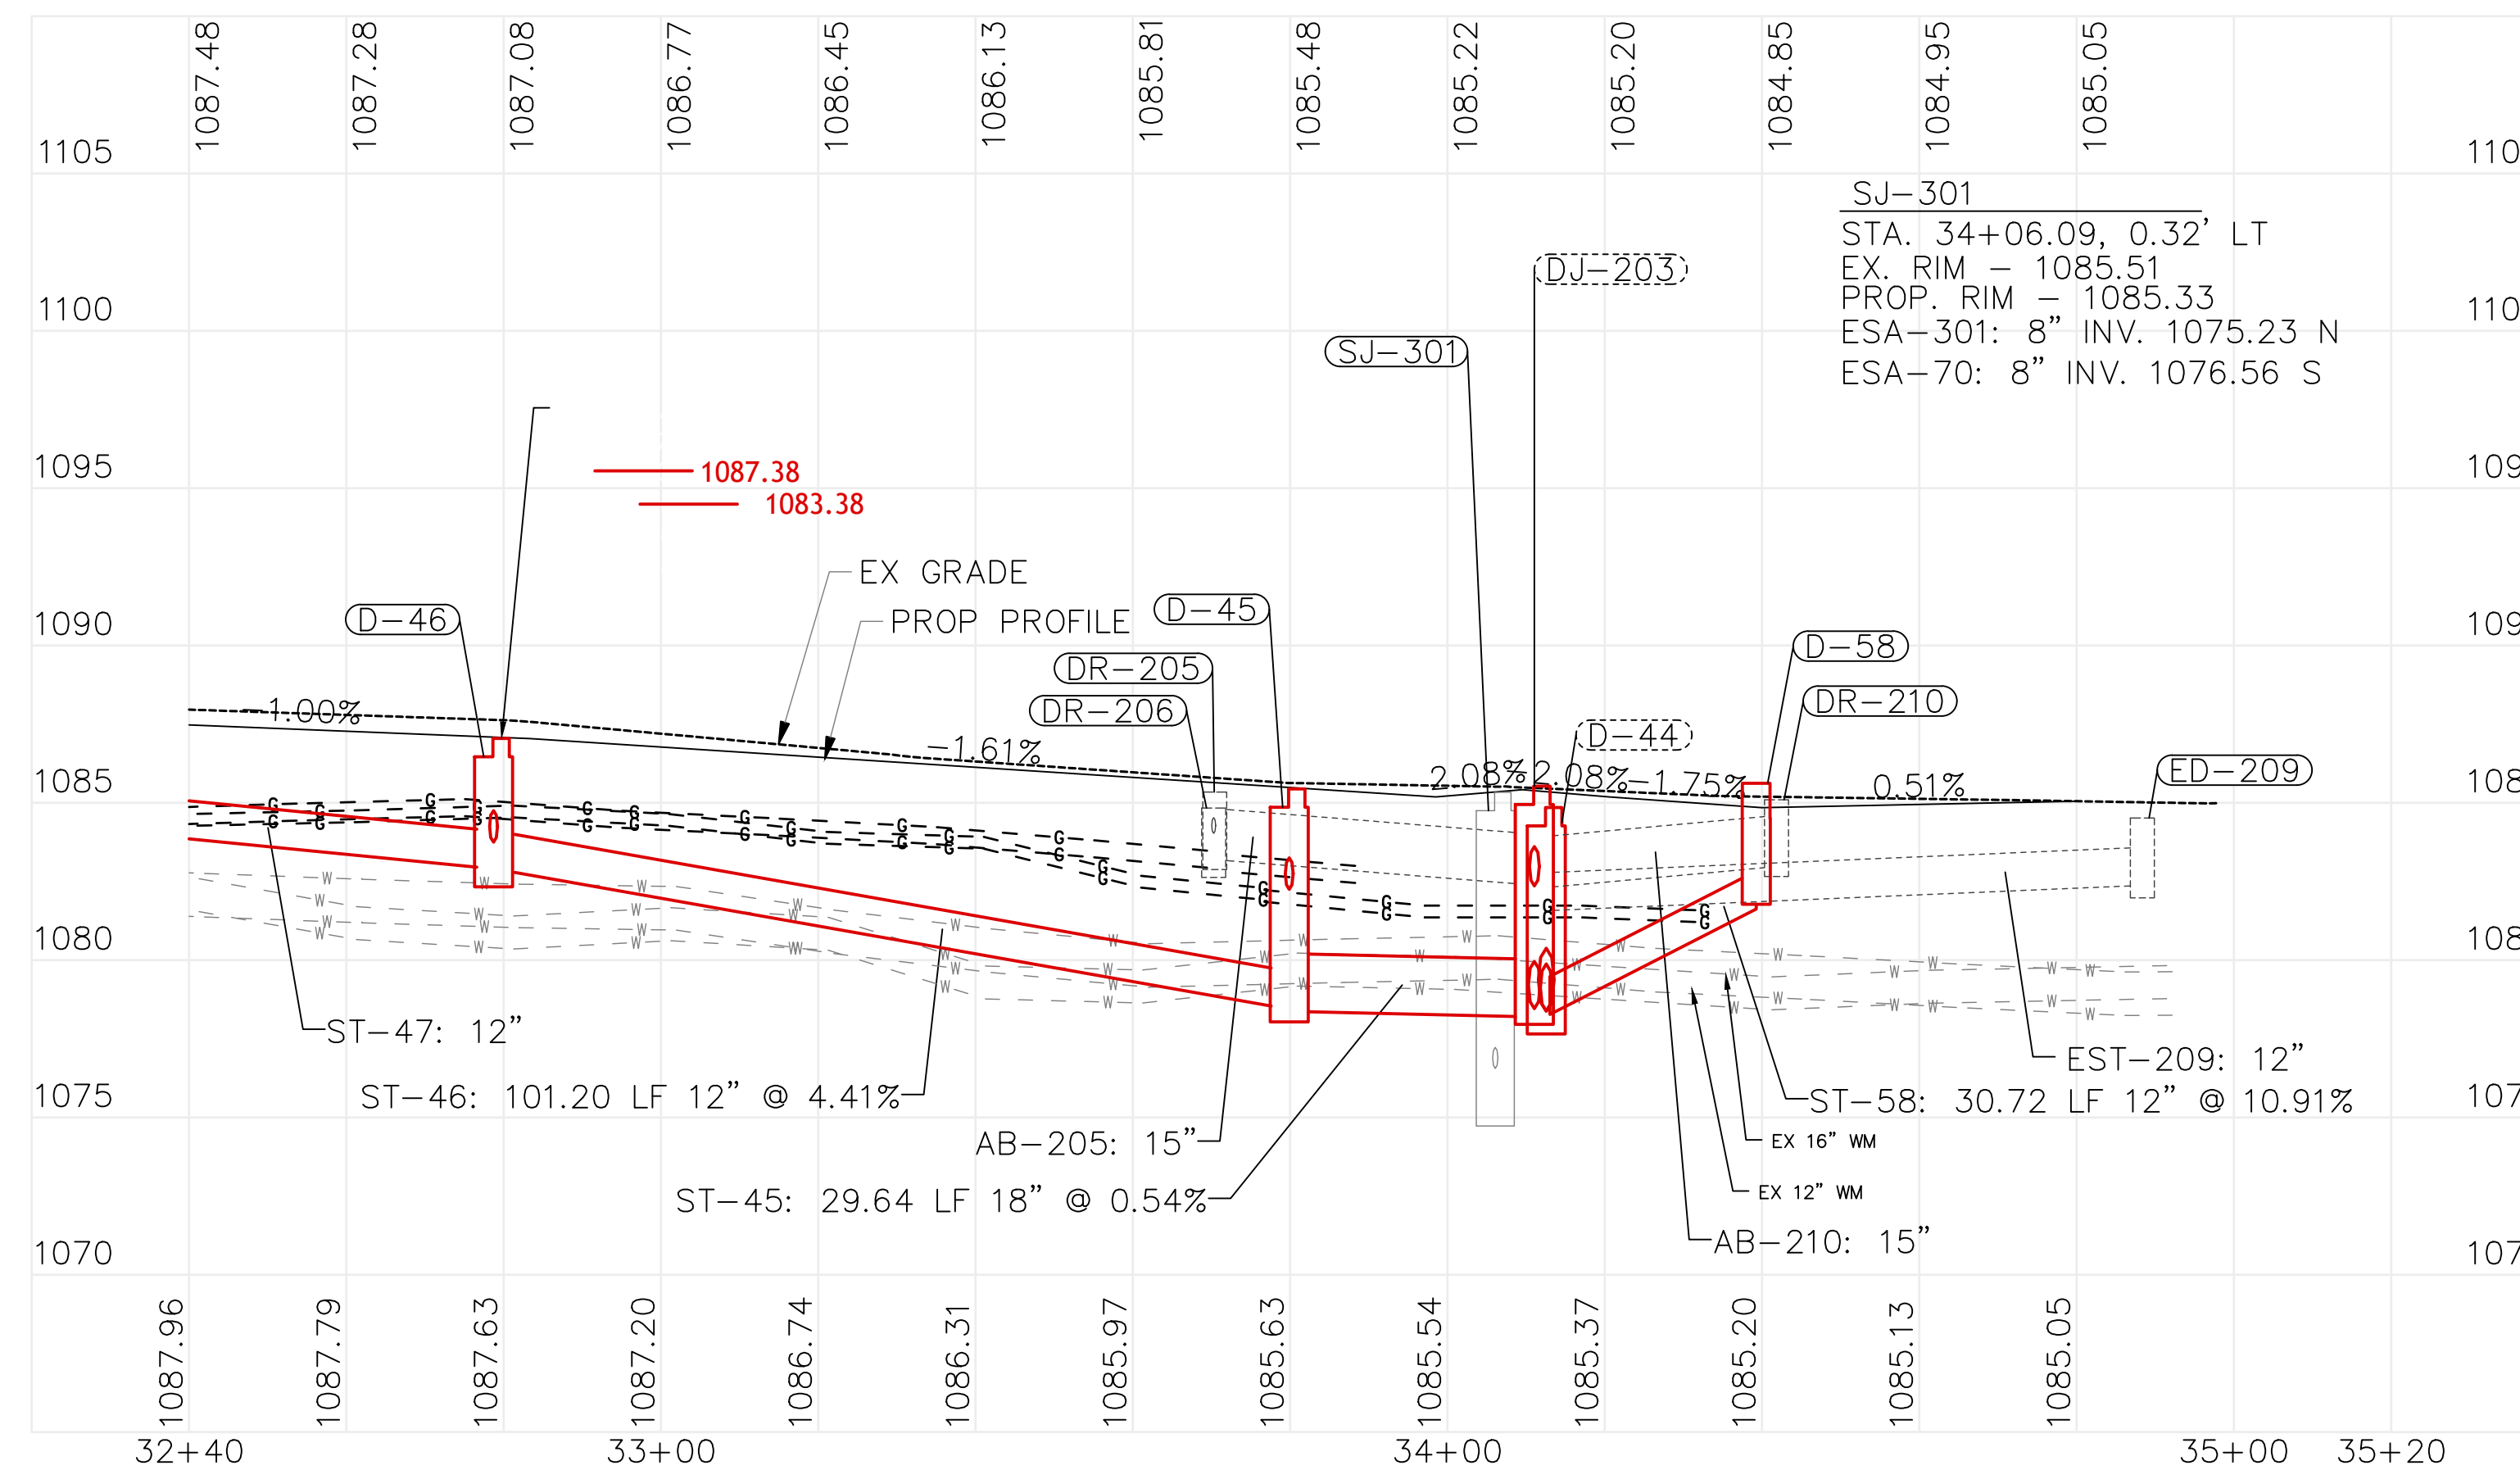 1087.48 1087.28 1087.08 1086.77 1086.45 1086.13 1085.81 1085.48 1085.22 1085.20 1084.85 1084.95 1085.05
1105 110
SJ-301
STA. 34+06.09, 0.32' LT
EX. RIM - 1085.51
PROP. RIM - 1085.33
ESA-301: 8" INV. 1075.23 N
ESA-70: 8" INV. 1076.56 S
DJ-203
1100 110
SJ-301
1095 109
1087.38
1083.38
EX GRADE
PROP PROFILE
1090 109
D-46
D-45
D-58
DR-205
DR-210
DR-206
D-44
-1.00%
-1.61%
2.08%
2.08%
-1.75%
0.51%
ED-209
1085 108
G G G G G G G G G G G G G G G G G G G G G G G G G G G G G G
W W W W W W W W W W W W W W W W W W W W W W W W W W W W W W W W W W W W W W W W
1080 108
ST-47: 12"
EST-209: 12"
ST-46: 101.20 LF 12" @ 4.41%
ST-58: 30.72 LF 12" @ 10.91%
1075 107
AB-205: 15"
EX 16" WM
ST-45: 29.64 LF 18" @ 0.54%
EX 12" WM
AB-210: 15"
1070 107
1087.96 1087.79 1087.63 1087.20 1086.74 1086.31 1085.97 1085.63 1085.54 1085.37 1085.20 1085.13 1085.05
32+40 33+00 34+00 35+00 35+20